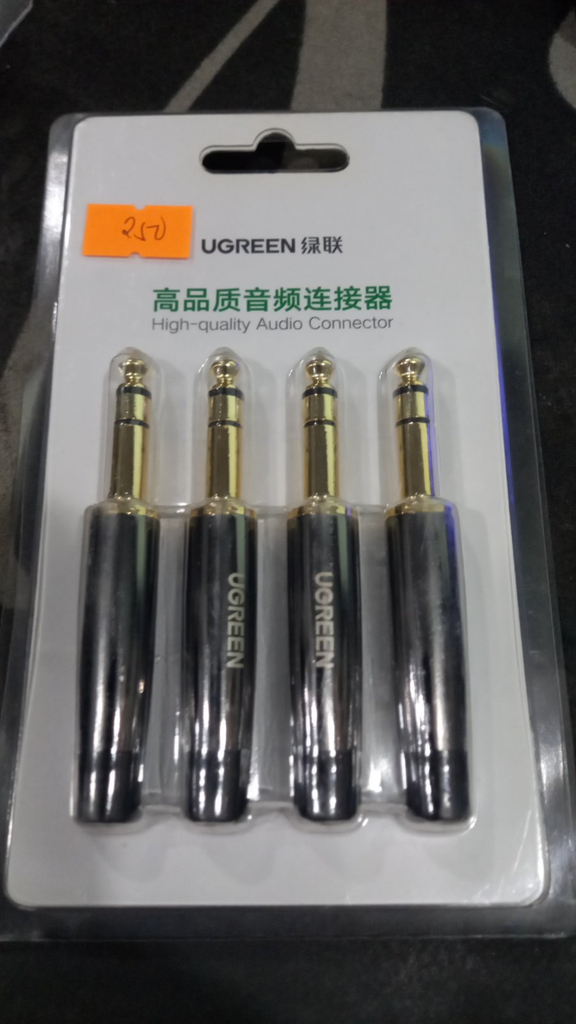 250
UGREEN 绿联
高品质音频连接器
High-quality Audio Connector
UGREEN
UGREEN